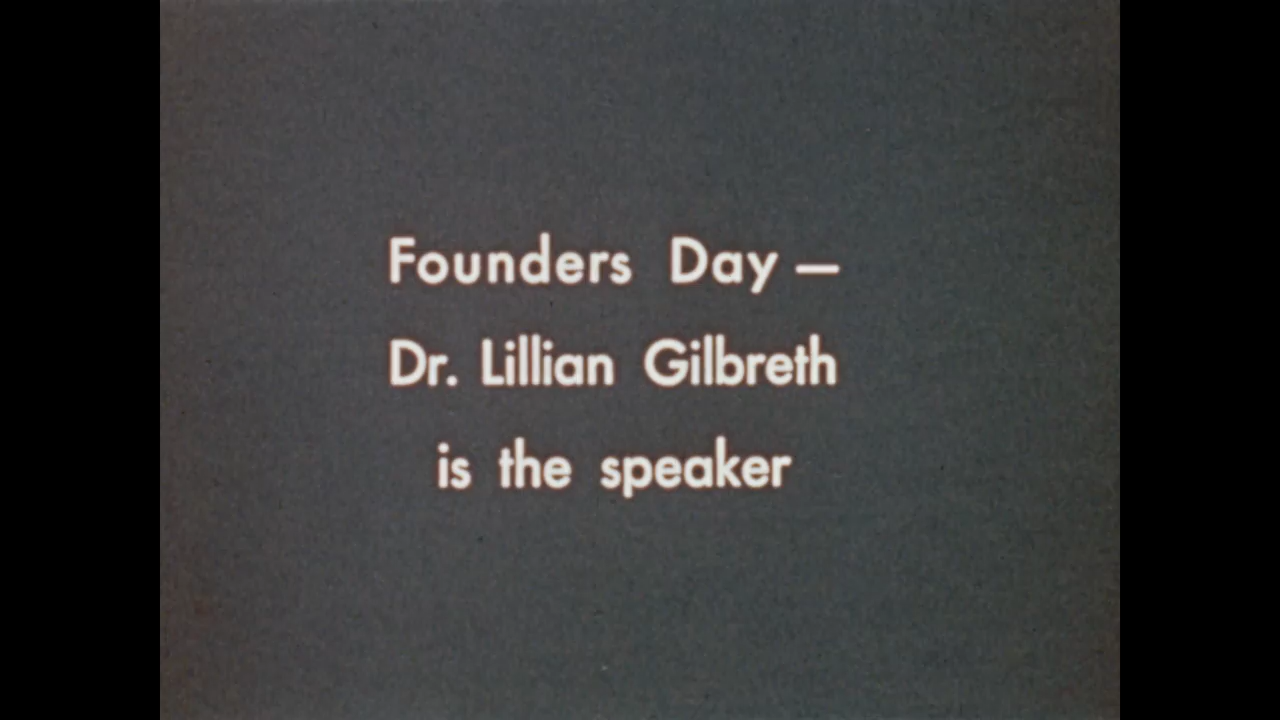 Founders Day —
Dr. Lillian Gilbreth
is the speaker